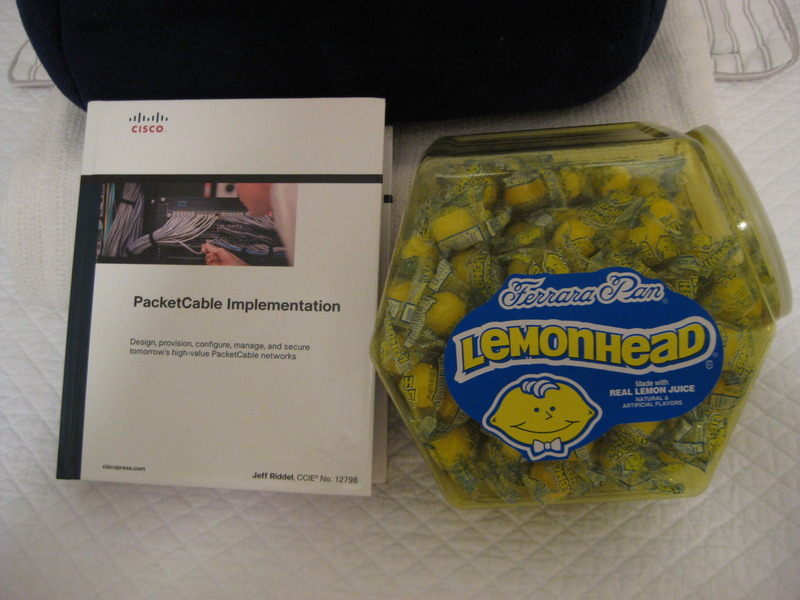 CISCO.
PacketCable Implementation
Design, provision, configure, manage, and secure
tomorrow's high-value PacketCable networks
ciscopress.com
Jeff Riddel, CCIE® No. 12798
Ferrara Pan®
LEMONHEAD®
Made with
REAL LEMON JUICE
NATURAL &
ARTIFICIAL FLAVORS